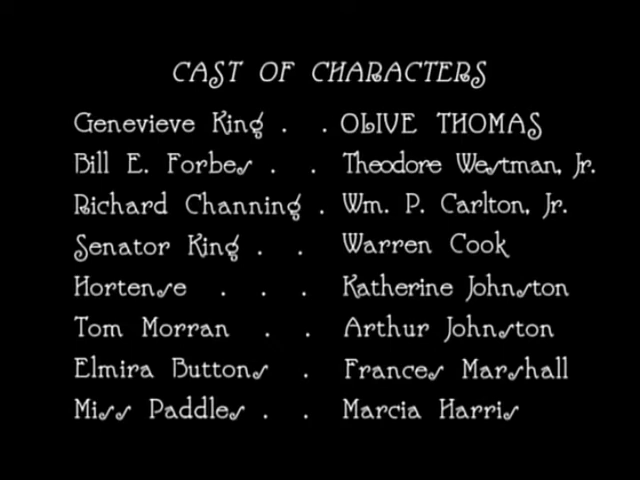 CAST OF CHARACTERS
Genevieve King . . OLIVE THOMAS
Bill E. Forbes . . Theodore Westman, Jr.
Richard Channing . Wm. P. Carlton, Jr.
Senator King . . Warren Cook
Hortense . . . Katherine Johnston
Tom Morran . . Arthur Johnston
Elmira Buttons . Frances Marshall
Miss Paddles . . Marcia Harris